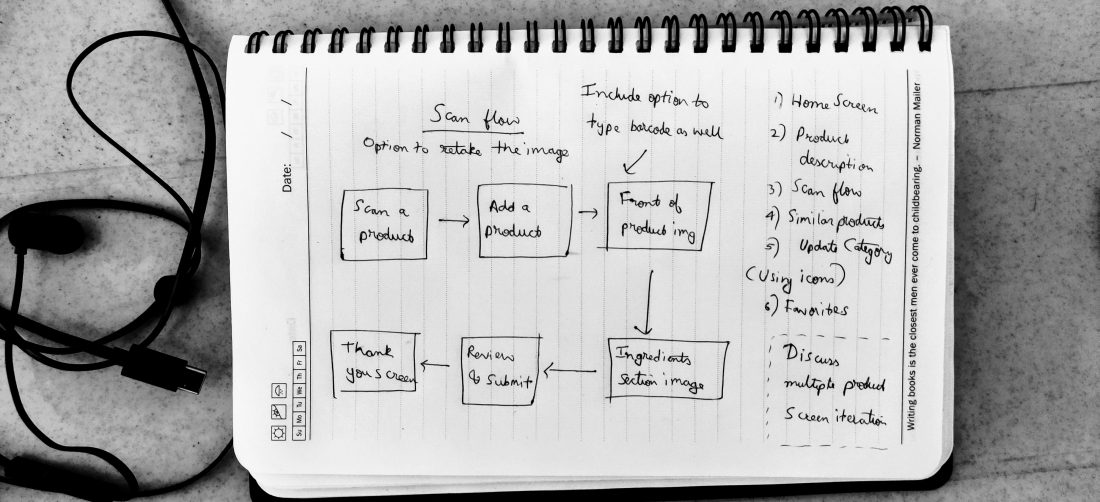 Scan flow
Option to retake the image
Include option to
type barcode as well
Scan a
product
Add a
product
Front of
product img
Ingredients
section image
Review
& Submit
Thank
you screen
1) Home Screen
2) Product
description
3) Scan flow
4) Similar products
5) Update Category
(Using icons)
6) Favorites
Discuss
multiple product
Screen iteration
Date: / /
Su Mo Tu We Th Fr Sa
Writing books is the closest men ever come to childbearing. – Norman Mailer